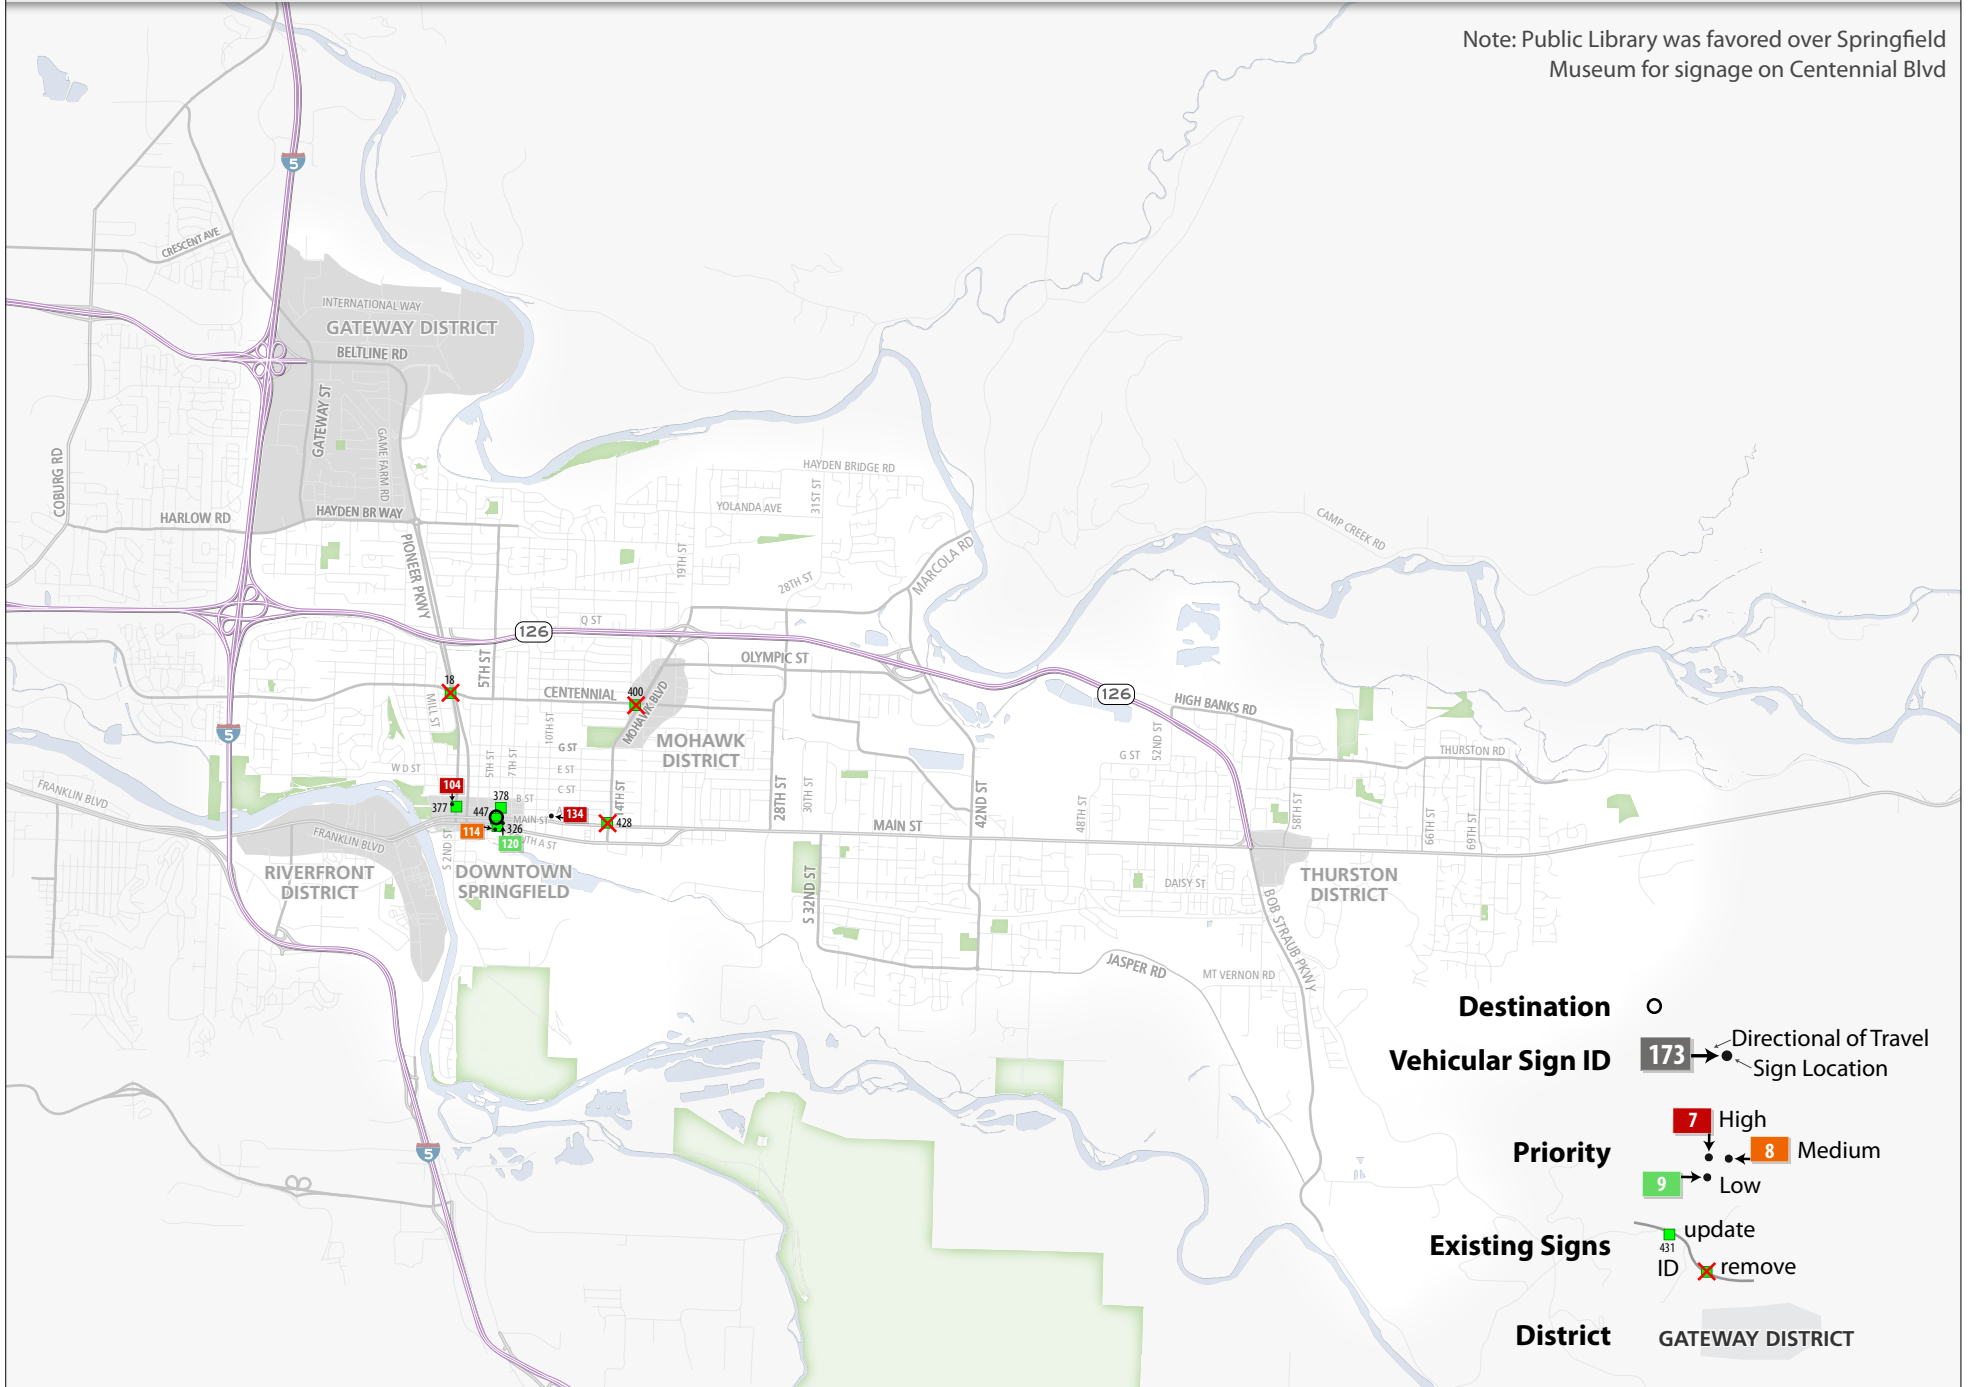 Note: Public Library was favored over Springfield
Museum for signage on Centennial Blvd
5
CRESCENT AVE
INTERNATIONAL WAY
GATEWAY DISTRICT
BELTLINE RD
GATEWAY ST
GAME FARM RD
COBURG RD
HARLOW RD
HAYDEN BR WAY
PIONEER PKWY
HAYDEN BRIDGE RD
YOLANDA AVE
31ST ST
19TH ST
28TH ST
MARCOLA RD
CAMP CREEK RD
126
Q ST
5TH ST
OLYMPIC ST
18
CENTENNIAL
400
MOHAWK BLVD
MILL ST
10TH ST
126
HIGH BANKS RD
52ND ST
G ST
THURSTON RD
5
MOHAWK
DISTRICT
G ST
E ST
C ST
5TH ST
7TH ST
W D ST
FRANKLIN BLVD
104
377
378
B ST
447
MAIN ST
134
14TH ST
428
114
326
120
28TH ST
30TH ST
MAIN ST
42ND ST
48TH ST
58TH ST
66TH ST
69TH ST
FRANKLIN BLVD
S 2ND ST
RIVERFRONT
DISTRICT
DOWNTOWN
SPRINGFIELD
S 32ND ST
DAISY ST
THURSTON
DISTRICT
BOB STRAUB PKWY
JASPER RD
MT VERNON RD
5
Destination
Vehicular Sign ID
173
Directional of Travel
Sign Location
Priority
7 High
8 Medium
9 Low
Existing Signs
update
431
ID
remove
District
GATEWAY DISTRICT